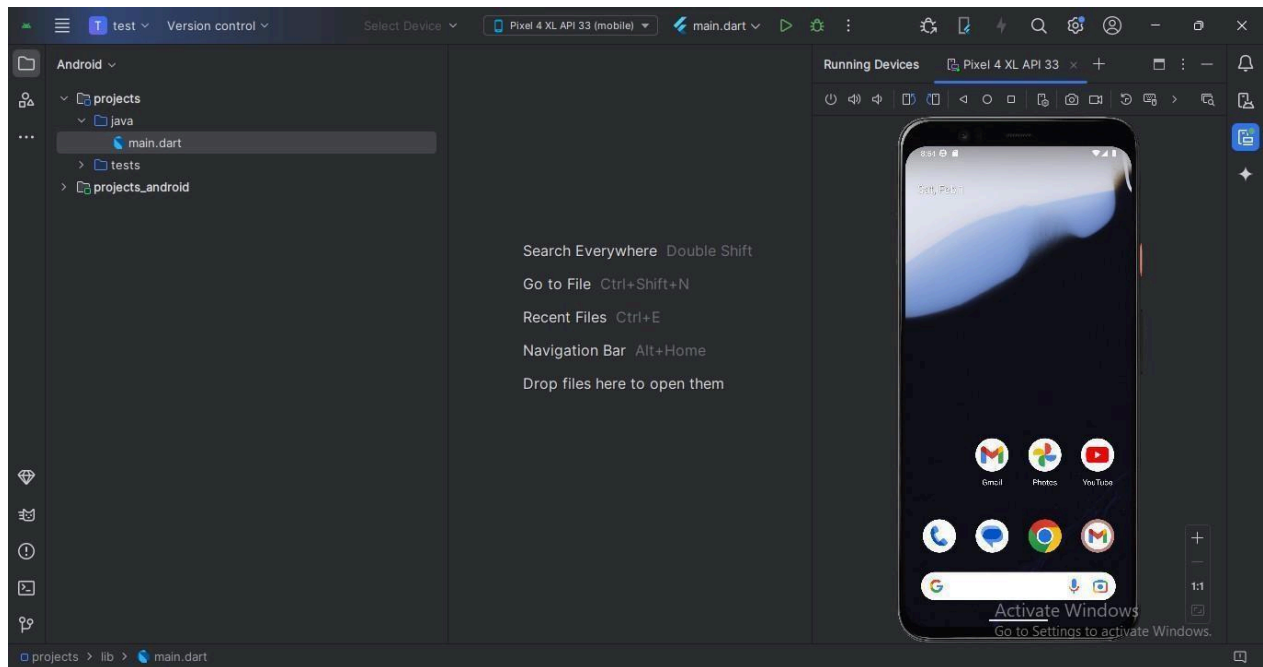 T test Version control Select Device Pixel 4 XL API 33 (mobile) main.dart
Android
Running Devices Pixel 4 XL API 33
projects
java
main.dart
tests
projects_android
8:51
Search Everywhere Double Shift
Go to File Ctrl+Shift+N
Recent Files Ctrl+E
Navigation Bar Alt+Home
Drop files here to open them
Gmail Photos YouTube
G
1:1
Activate Windows
Go to Settings to activate Windows.
projects > lib > main.dart